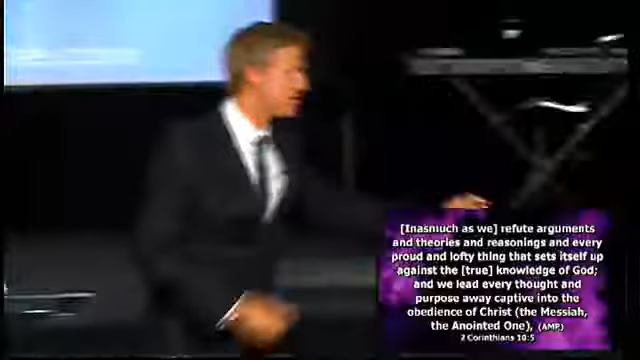 [Inasmuch as we] refute arguments
and theories and reasonings and every
proud and lofty thing that sets itself up
against the [true] knowledge of God;
and we lead every thought and
purpose away captive into the
obedience of Christ (the Messiah,
the Anointed One), (AMP)
2 Corinthians 10:5